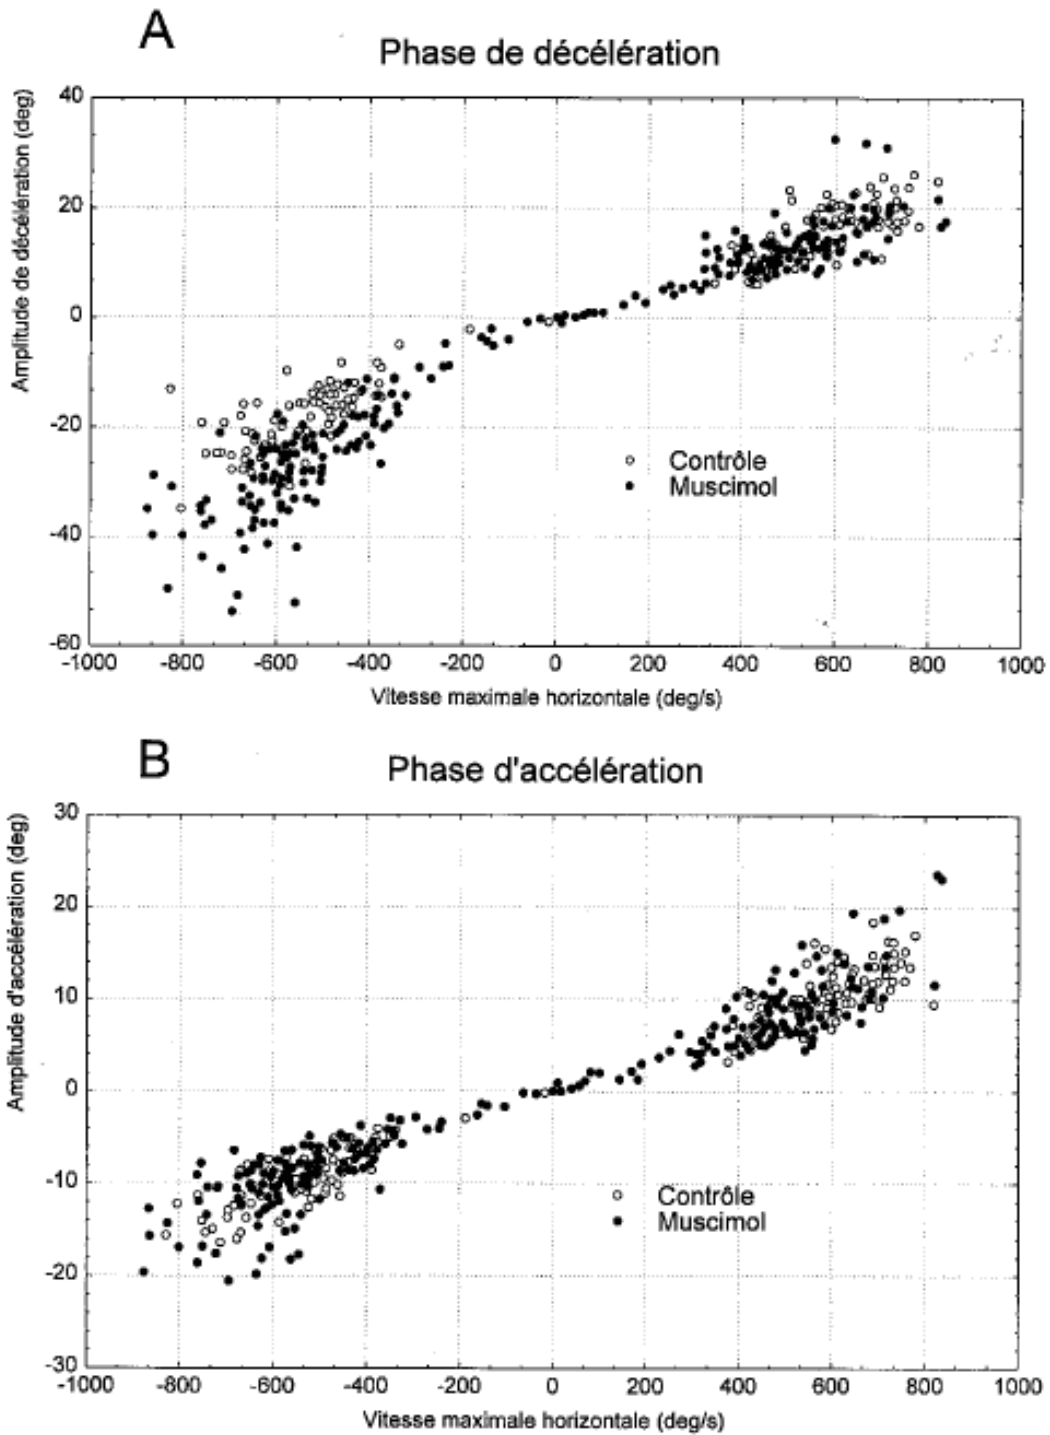 A
Phase de décélération
Amplitude de décélération (deg)
40
20
0
-20
-40
-60
Contrôle
Muscimol
-1000 -800 -600 -400 -200 0 200 400 600 800 1000
Vitesse maximale horizontale (deg/s)
B
Phase d'accélération
Amplitude d'accélération (deg)
30
20
10
0
-10
-20
-30
Contrôle
Muscimol
-1000 -800 -600 -400 -200 0 200 400 600 800 1000
Vitesse maximale horizontale (deg/s)